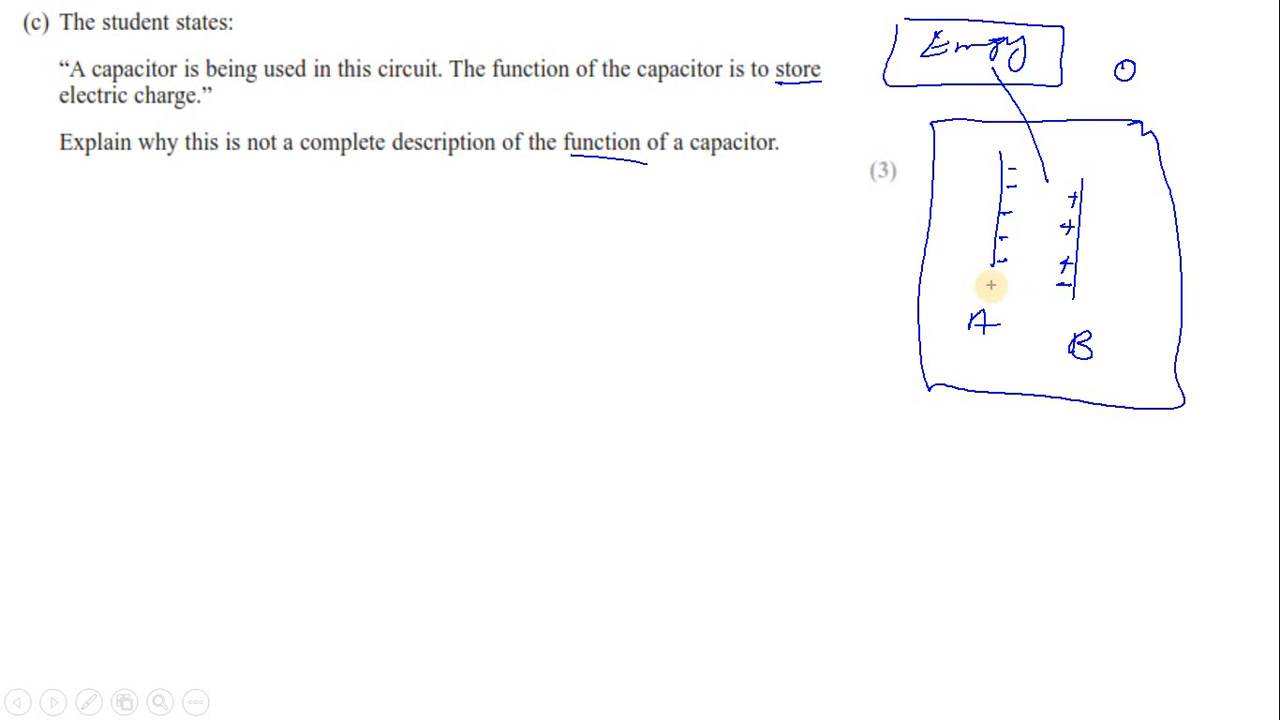 (c) The student states:
“A capacitor is being used in this circuit. The function of the capacitor is to store
electric charge.”
Explain why this is not a complete description of the function of a capacitor.
(3)
Energy
0
A
B